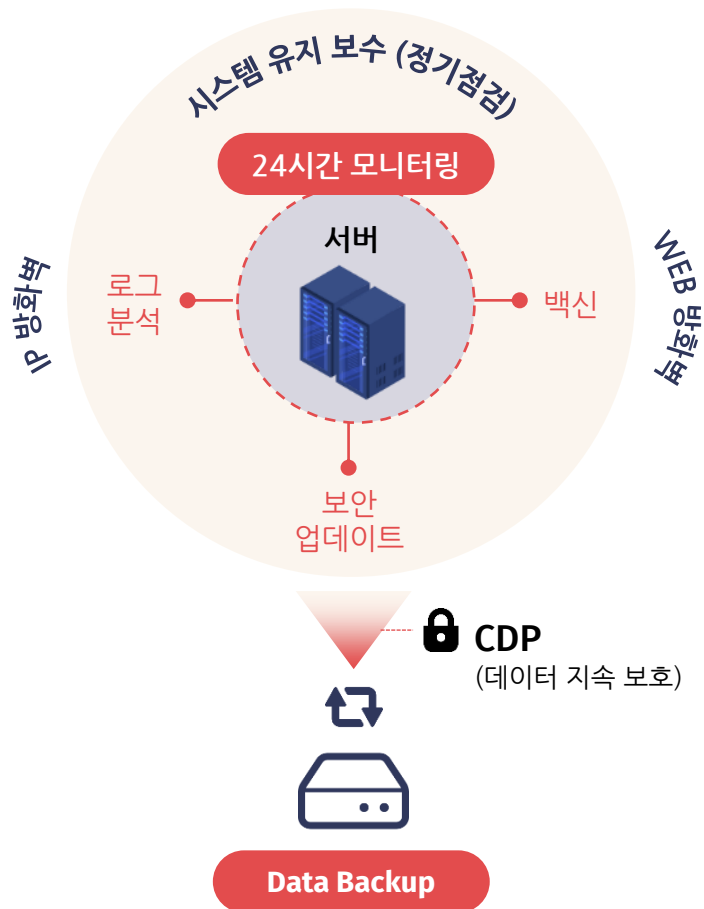 시스템 유지 보수 (정기점검)
24시간 모니터링
서버
IP 방화벽
WEB 방화벽
로그
분석
백신
보안
업데이트
CDP
(데이터 지속 보호)
Data Backup